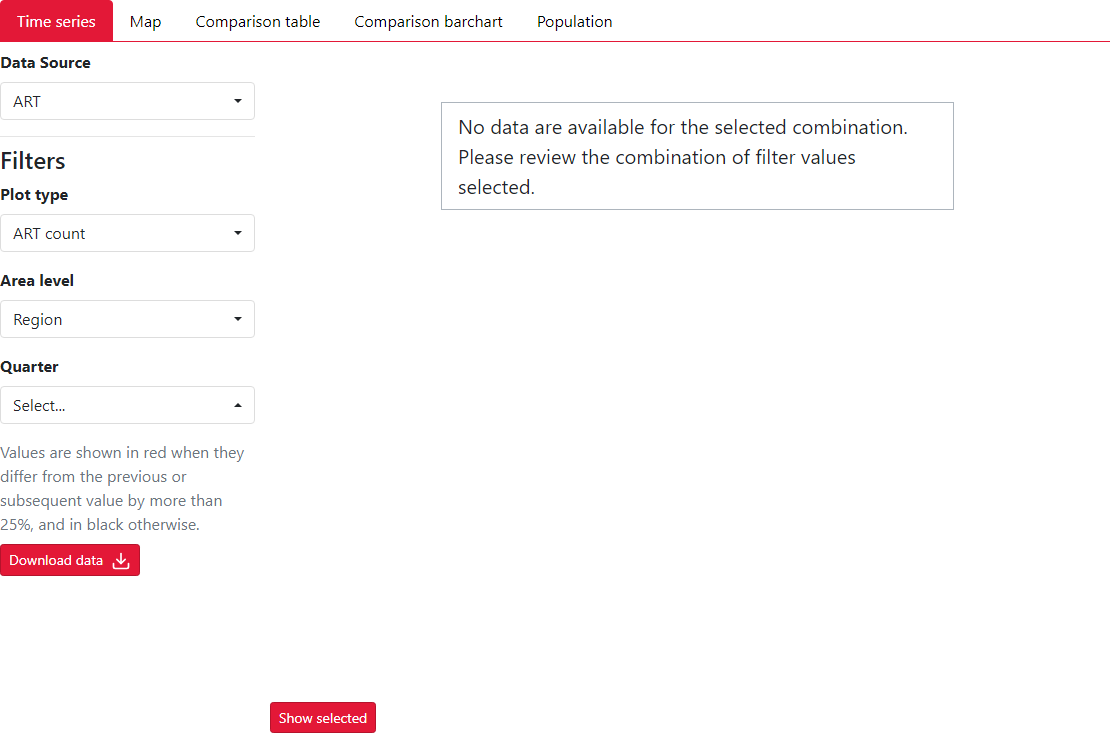 Time series
Map
Comparison table
Comparison barchart
Population
Data Source
ART
Filters
Plot type
ART count
Area level
Region
Quarter
Select...
Values are shown in red when they
differ from the previous or
subsequent value by more than
25%, and in black otherwise.
Download data
No data are available for the selected combination.
Please review the combination of filter values
selected.
Show selected